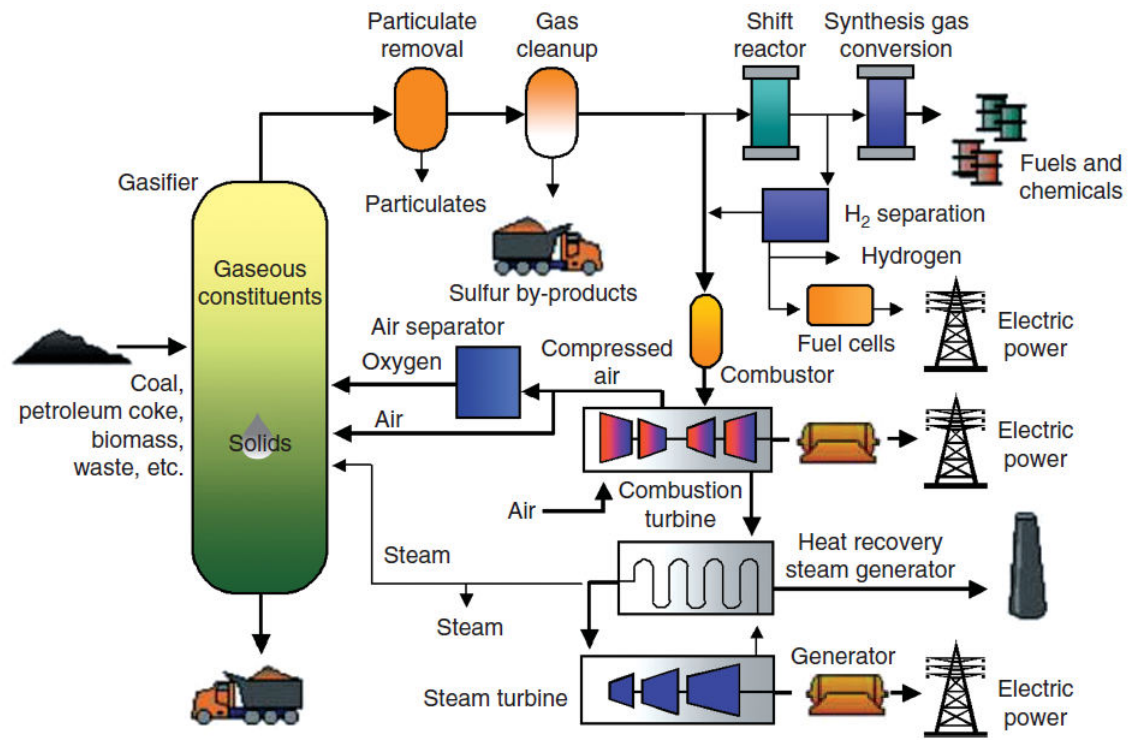 Particulate
removal
Gas
cleanup
Shift
reactor
Synthesis gas
conversion
Gasifier
Particulates
Fuels and
chemicals
H₂ separation
Hydrogen
Sulfur by-products
Gaseous
constituents
Air separator
Oxygen
Compressed
air
Fuel cells
Electric
power
Combustor
Coal,
petroleum coke,
biomass,
waste, etc.
Air
Solids
Electric
power
Air
Combustion
turbine
Steam
Heat recovery
steam generator
Steam
Generator
Steam turbine
Electric
power